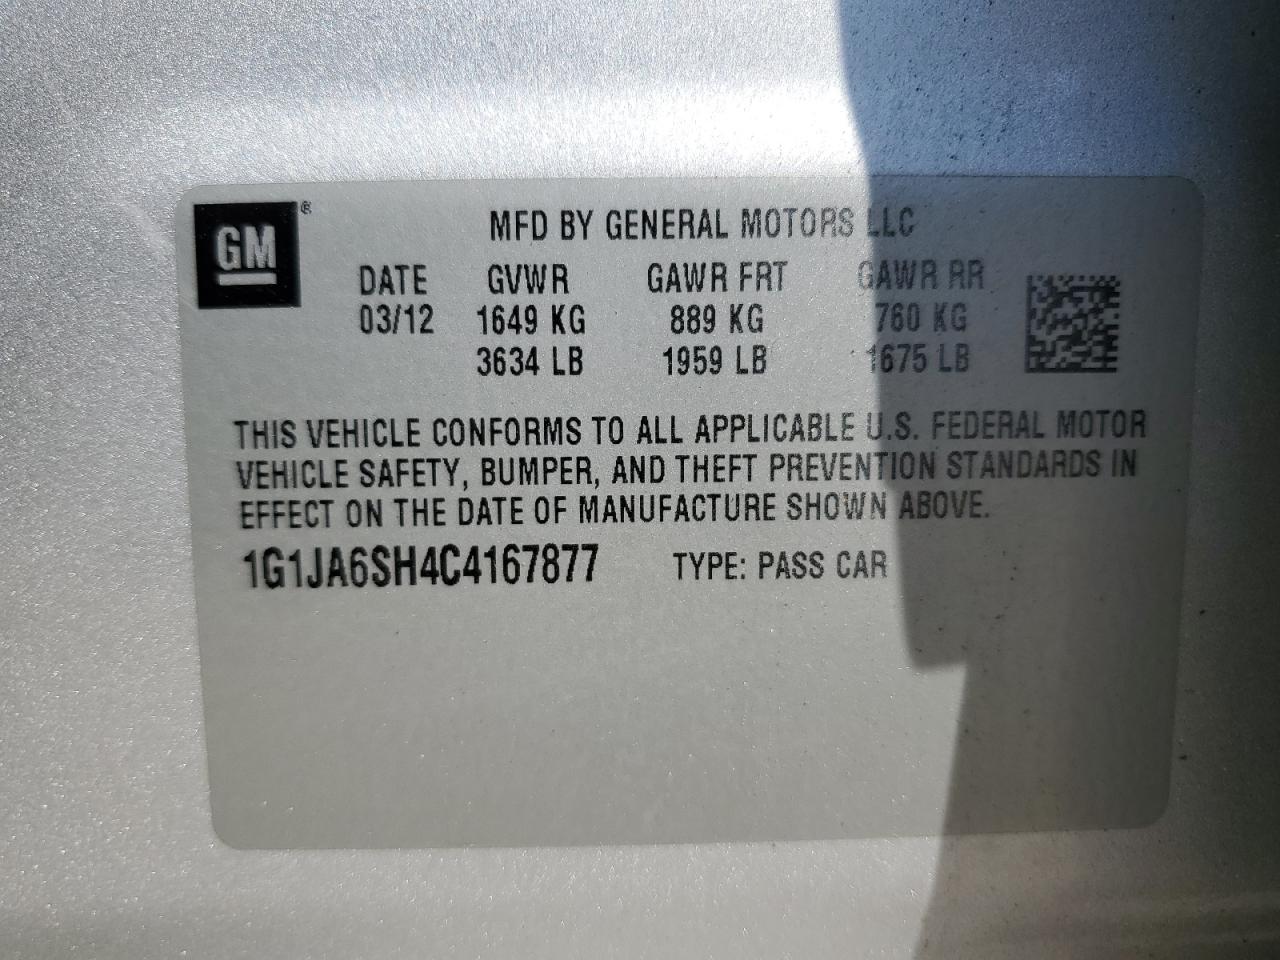 GM®
MFD BY GENERAL MOTORS LLC
DATE GVWR GAWR FRT GAWR RR
03/12 1649 KG 889 KG 760 KG
3634 LB 1959 LB 1675 LB
THIS VEHICLE CONFORMS TO ALL APPLICABLE U.S. FEDERAL MOTOR
VEHICLE SAFETY, BUMPER, AND THEFT PREVENTION STANDARDS IN
EFFECT ON THE DATE OF MANUFACTURE SHOWN ABOVE.
1G1JA6SH4C4167877 TYPE: PASS CAR